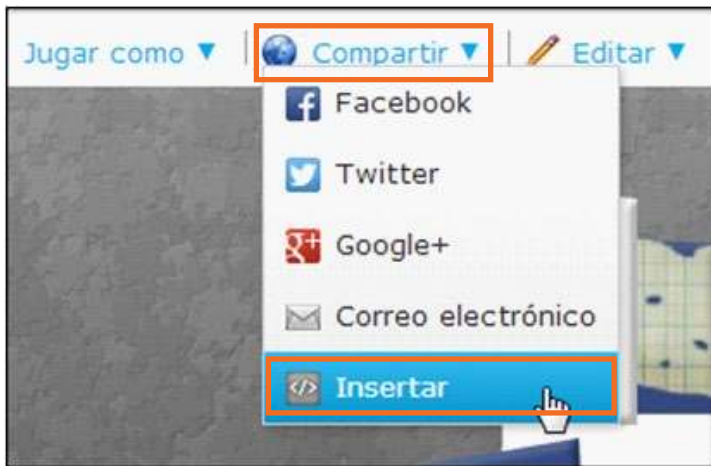 Jugar como ▼ Compartir ▼ Editar ▼
Facebook
Twitter
Google+
Correo electrónico
Insertar